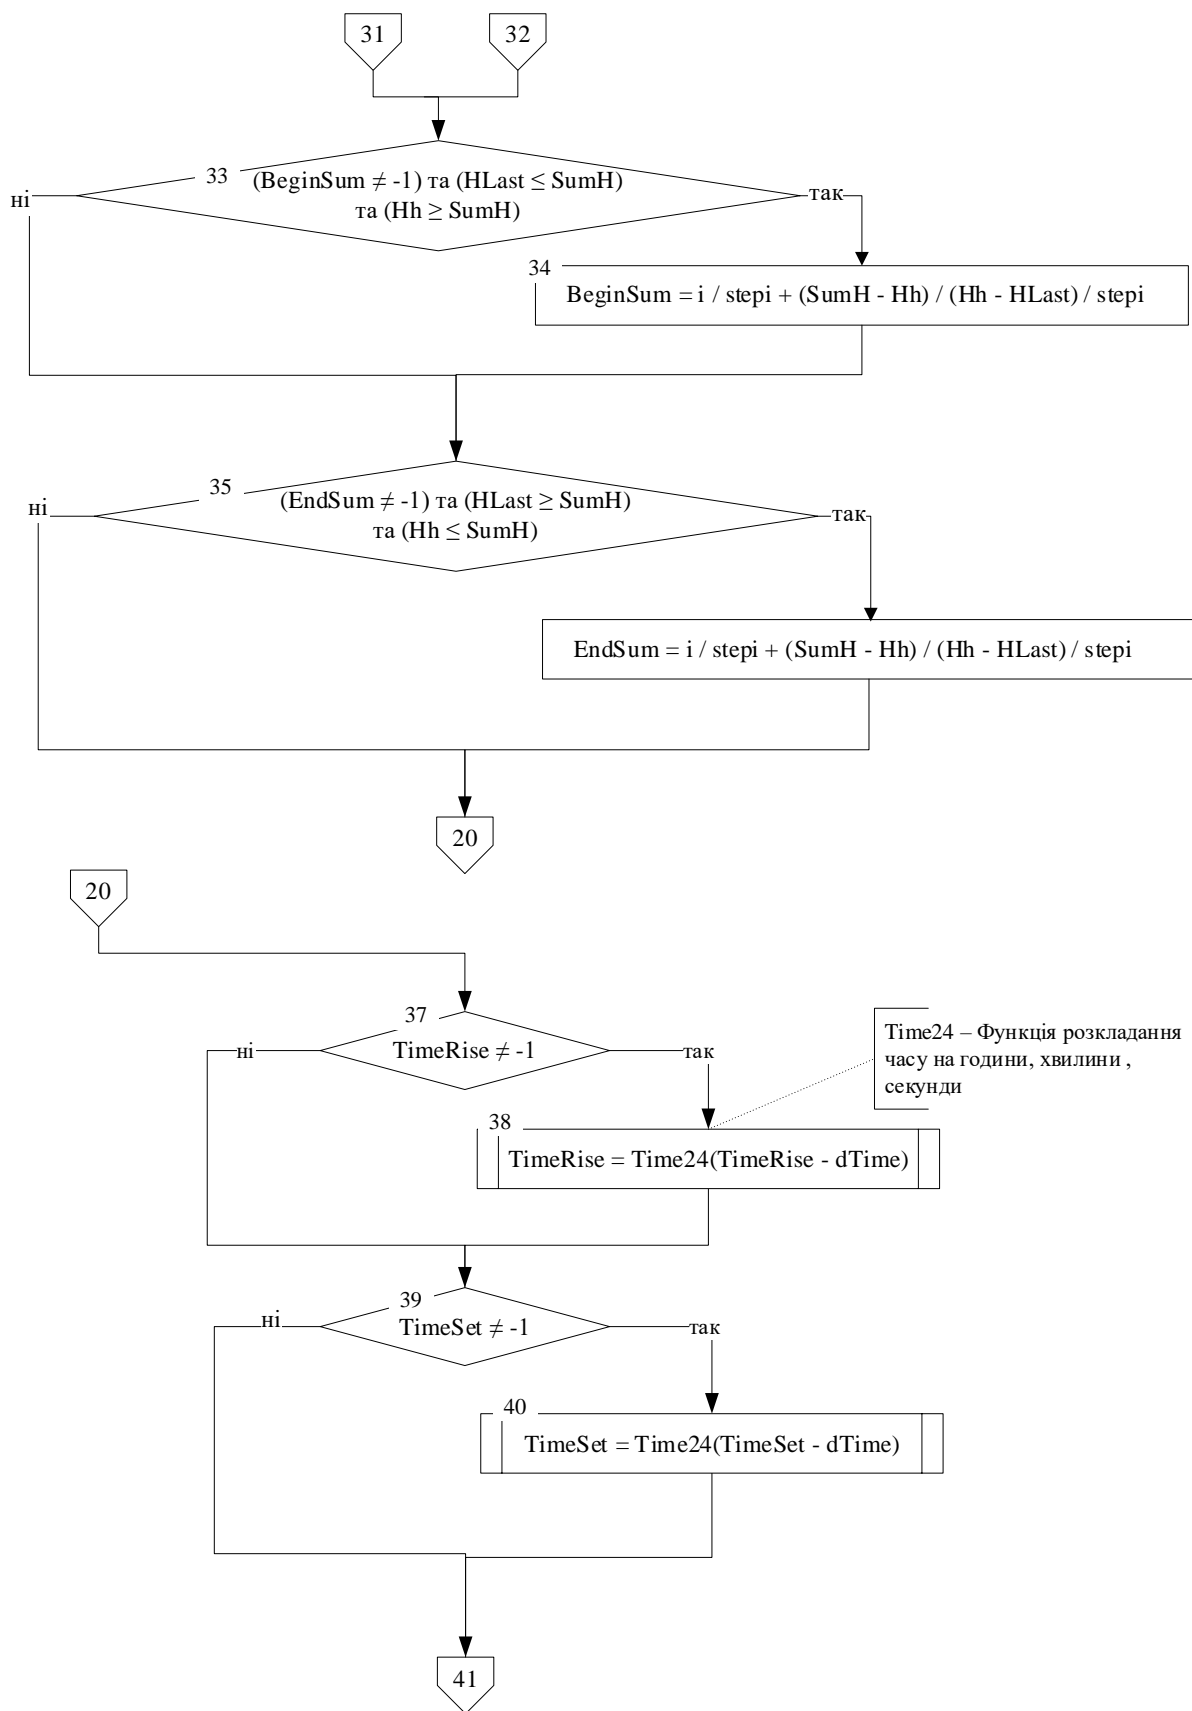 31
32
33
(BeginSum ≠ -1) та (HLast ≤ SumH)
та (Hh ≥ SumH)
ні
так
34
BeginSum = i / stepi + (SumH - Hh) / (Hh - HLast) / stepi
35
(EndSum ≠ -1) та (HLast ≥ SumH)
та (Hh ≤ SumH)
ні
так
EndSum = i / stepi + (SumH - Hh) / (Hh - HLast) / stepi
20
20
37
TimeRise ≠ -1
ні
так
Time24 – Функція розкладання
часу на години, хвилини ,
секунди
38
TimeRise = Time24(TimeRise - dTime)
39
TimeSet ≠ -1
ні
так
40
TimeSet = Time24(TimeSet - dTime)
41